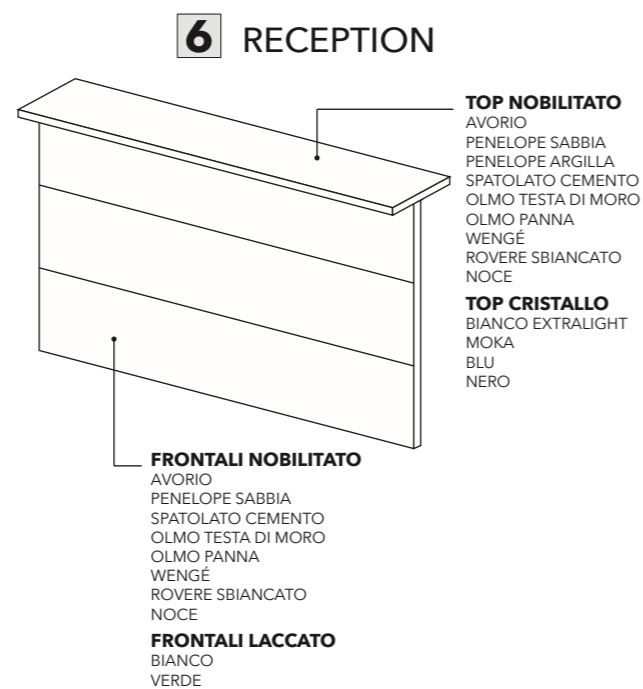 6 RECEPTION
TOP NOBILITATO
AVORIO
PENELOPE SABBIA
PENELOPE ARGILLA
SPATOLATO CEMENTO
OLMO TESTA DI MORO
OLMO PANNA
WENGÉ
ROVERE SBIANCATO
NOCE
TOP CRISTALLO
BIANCO EXTRALIGHT
MOKA
BLU
NERO
FRONTALI NOBILITATO
AVORIO
PENELOPE SABBIA
SPATOLATO CEMENTO
OLMO TESTA DI MORO
OLMO PANNA
WENGÉ
ROVERE SBIANCATO
NOCE
FRONTALI LACCATO
BIANCO
VERDE